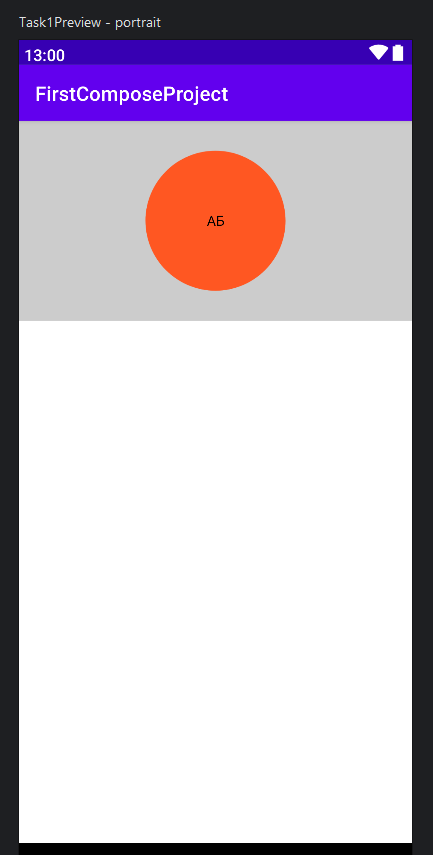 Task1Preview - portrait
13:00
FirstComposeProject
АБ